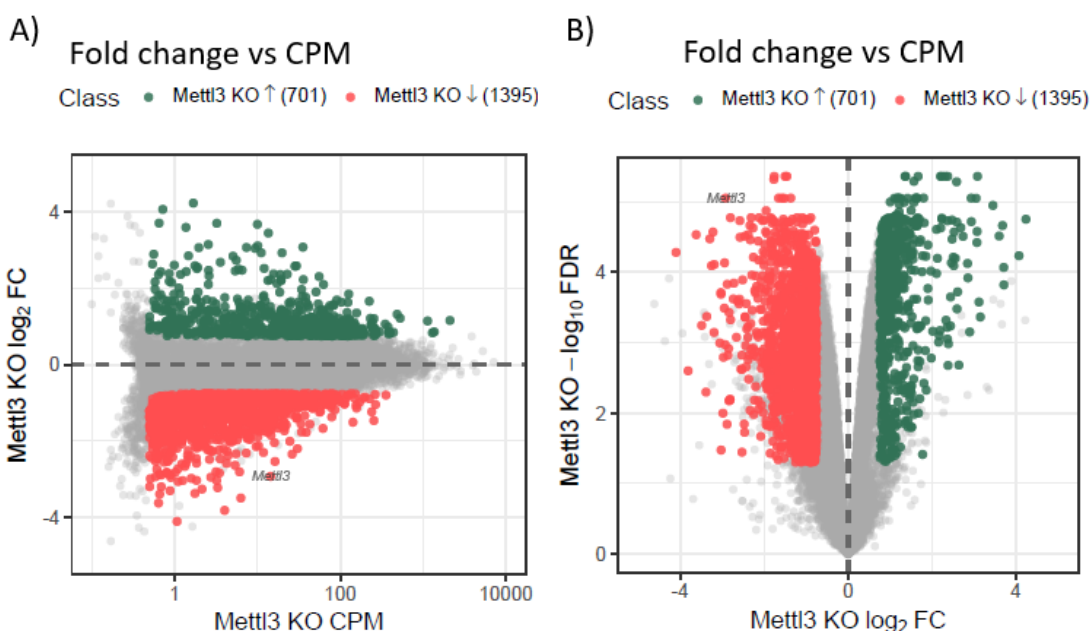 A)
Fold change vs CPM
Class Mettl3 KO ↑ (701) Mettl3 KO ↓ (1395)
Mettl3 KO log₂ FC
4
0
-4
Mettl3
1
100
10000
Mettl3 KO CPM
B)
Fold change vs CPM
Class Mettl3 KO ↑ (701) Mettl3 KO ↓ (1395)
Mettl3 KO − log₁₀ FDR
Mettl3
4
2
0
-4
0
4
Mettl3 KO log₂ FC